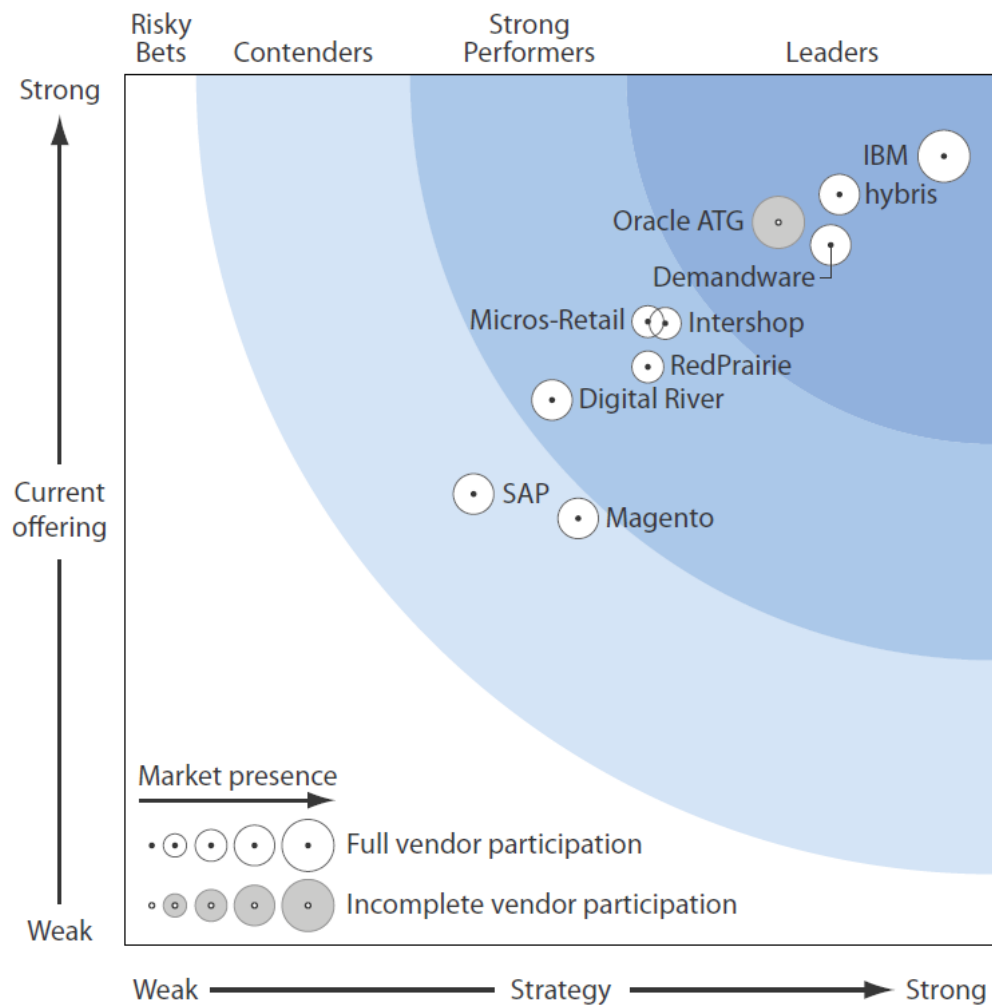 Risky
Bets
Contenders
Strong
Performers
Leaders
Strong
IBM
hybris
Oracle ATG
Demandware
Micros-Retail
Intershop
RedPrairie
Digital River
SAP
Magento
Current
offering
Market presence
Full vendor participation
Incomplete vendor participation
Weak
Weak
Strategy
Strong